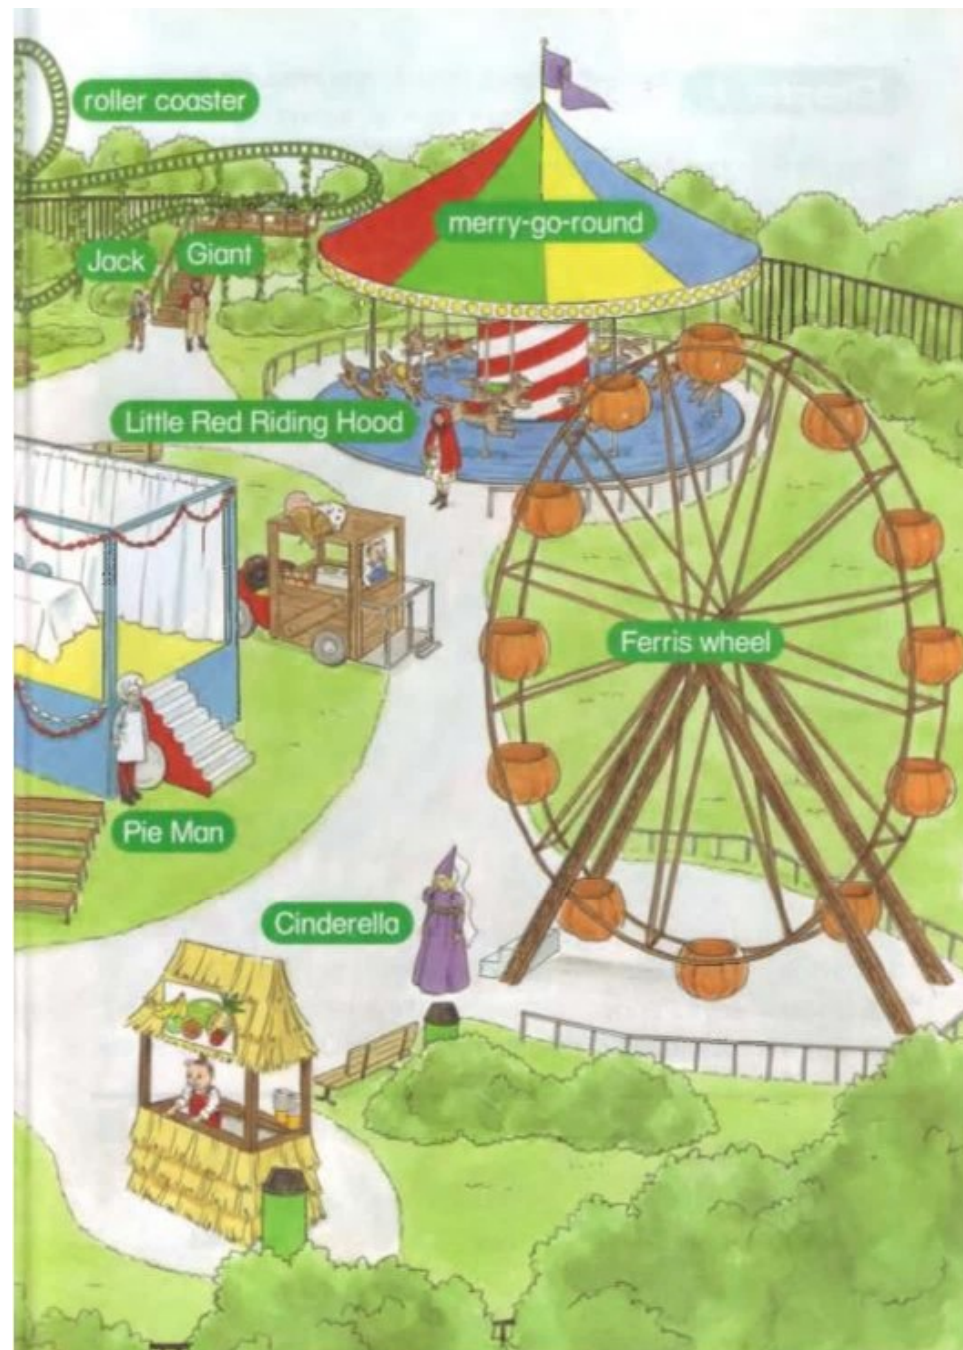 roller coaster
merry-go-round
Jack
Giant
Little Red Riding Hood
Ferris wheel
Pie Man
Cinderella